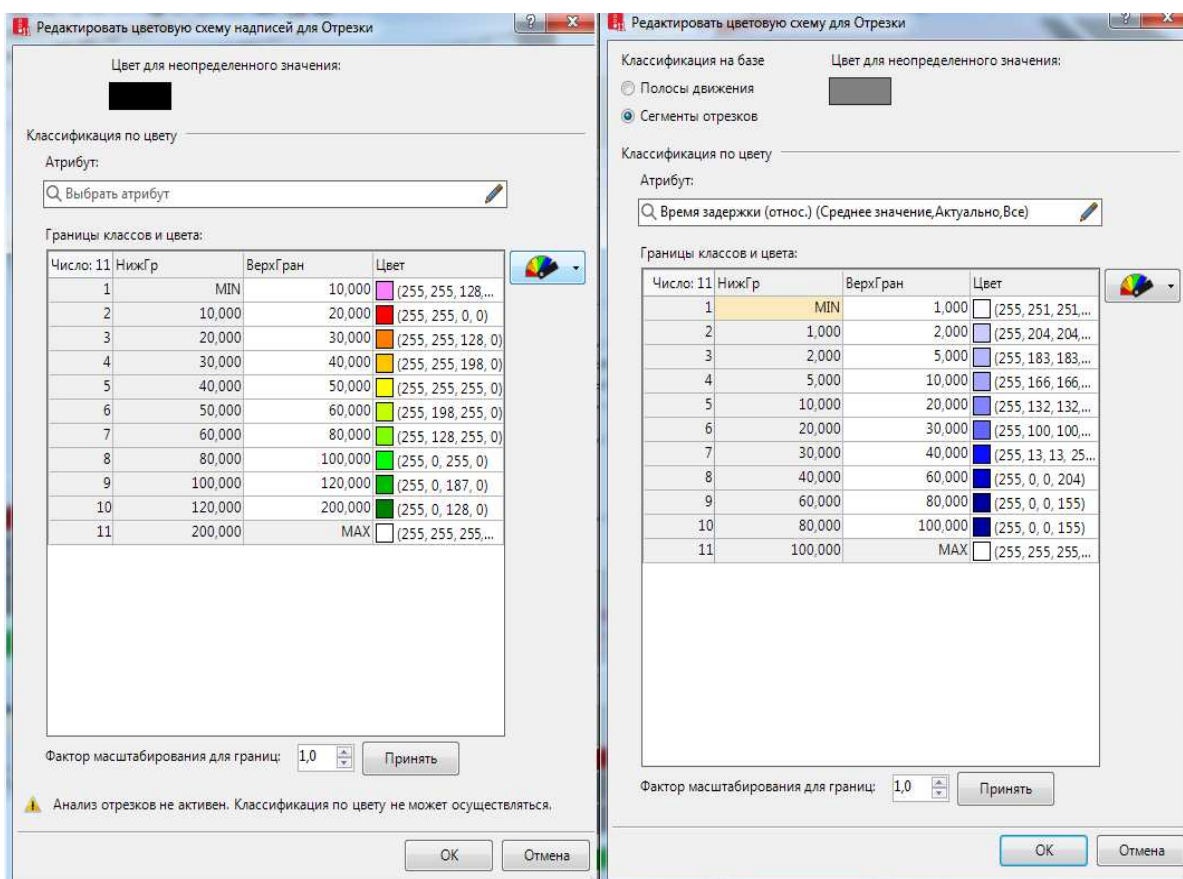 Редактировать цветовую схему надписей для Отрезки
Цвет для неопределенного значения:
Классификация по цвету
Атрибут:
Выбрать атрибут
Границы классов и цвета:
Число: 11 НижГр ВерхГран Цвет
1 MIN 10,000 (255, 255, 128,...
2 10,000 20,000 (255, 255, 0, 0)
3 20,000 30,000 (255, 255, 128, 0)
4 30,000 40,000 (255, 255, 198, 0)
5 40,000 50,000 (255, 255, 255, 0)
6 50,000 60,000 (255, 198, 255, 0)
7 60,000 80,000 (255, 128, 255, 0)
8 80,000 100,000 (255, 0, 255, 0)
9 100,000 120,000 (255, 0, 187, 0)
10 120,000 200,000 (255, 0, 128, 0)
11 200,000 MAX (255, 255, 255,...
Фактор масштабирования для границ: 1,0 Принять
Анализ отрезков не активен. Классификация по цвету не может осуществляться.
OK Отмена
Редактировать цветовую схему для Отрезки
Классификация на базе Цвет для неопределенного значения:
Полосы движения
Сегменты отрезков
Классификация по цвету
Атрибут:
Время задержки (относ.) (Среднее значение,Актуально,Все)
Границы классов и цвета:
Число: 11 НижГр ВерхГран Цвет
1 MIN 1,000 (255, 251, 251,...
2 1,000 2,000 (255, 204, 204,...
3 2,000 5,000 (255, 183, 183,...
4 5,000 10,000 (255, 166, 166,...
5 10,000 20,000 (255, 132, 132,...
6 20,000 30,000 (255, 100, 100,...
7 30,000 40,000 (255, 13, 13, 25...
8 40,000 60,000 (255, 0, 0, 204)
9 60,000 80,000 (255, 0, 0, 155)
10 80,000 100,000 (255, 0, 0, 155)
11 100,000 MAX (255, 255, 255,...
Фактор масштабирования для границ: 1,0 Принять
OK Отмена